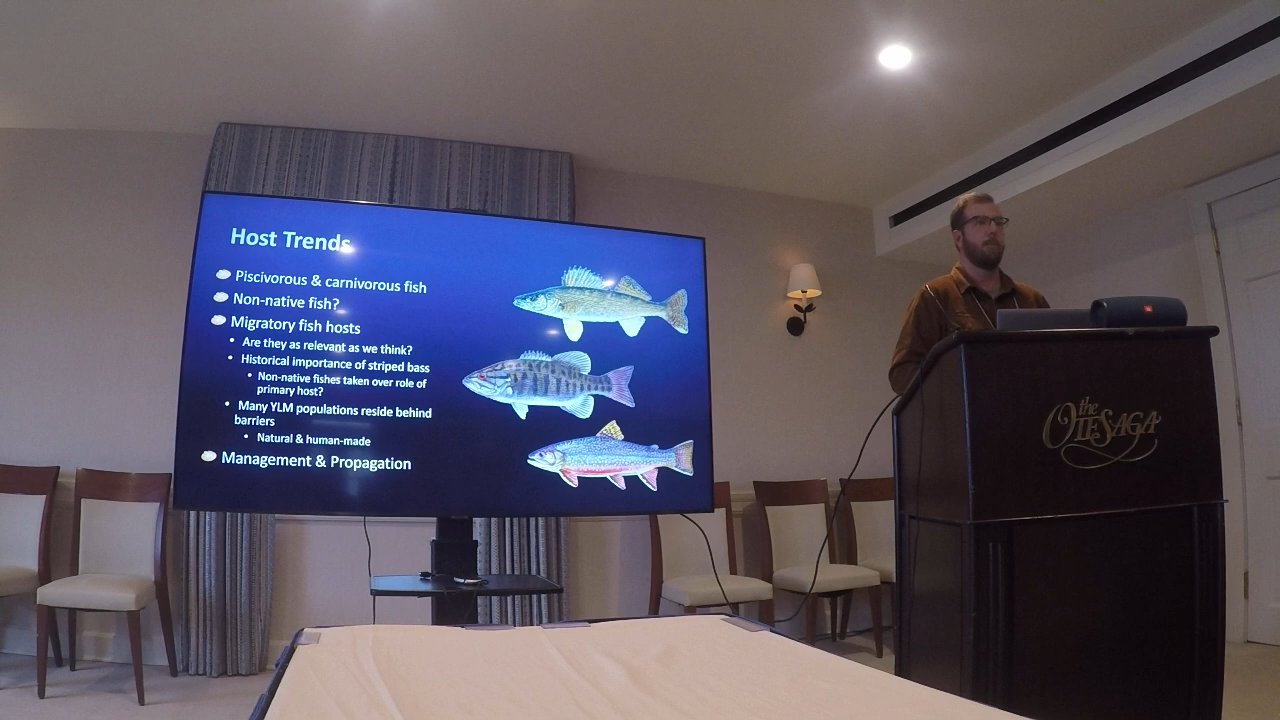 Host Trends
Piscivorous & carnivorous fish
Non-native fish?
Migratory fish hosts
Are they as relevant as we think?
Historical importance of striped bass
Non-native fishes taken over role of
primary host?
Many YLM populations reside behind
barriers
Natural & human-made
Management & Propagation
the
OTESAGA
JBL